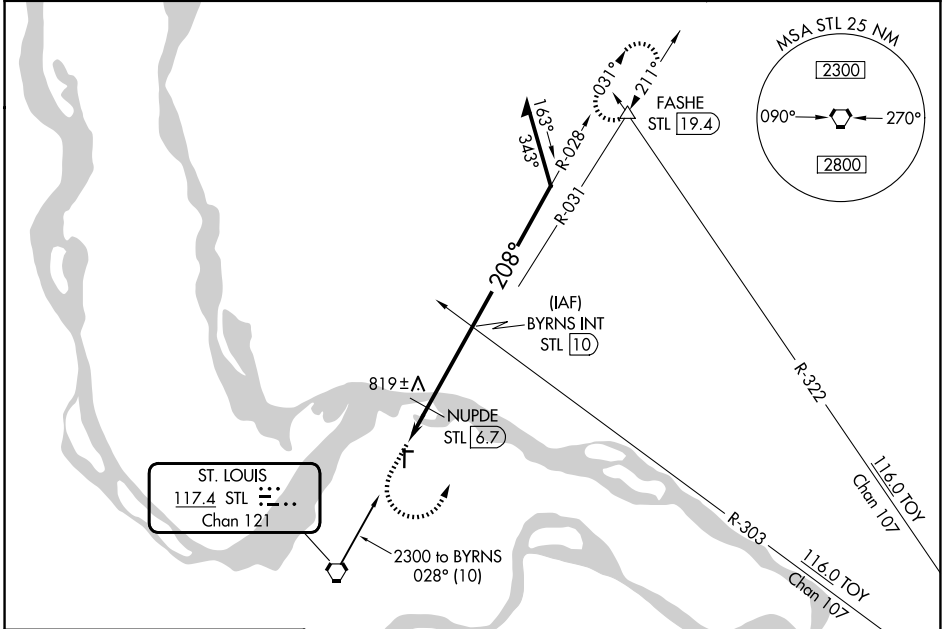 MSA STL 25 NM
2300
090°
270°
2800
031°
211°
FASHE
STL 19.4
163°
343°
R-028
R-031
208°
(IAF)
BYRNS INT
STL 10
R-322
819±
NUPDE
STL 6.7
ST. LOUIS
117.4 STL
Chan 121
116.0 TOY
Chan 107
R-303
2300 to BYRNS
028° (10)
116.0 TOY
Chan 107